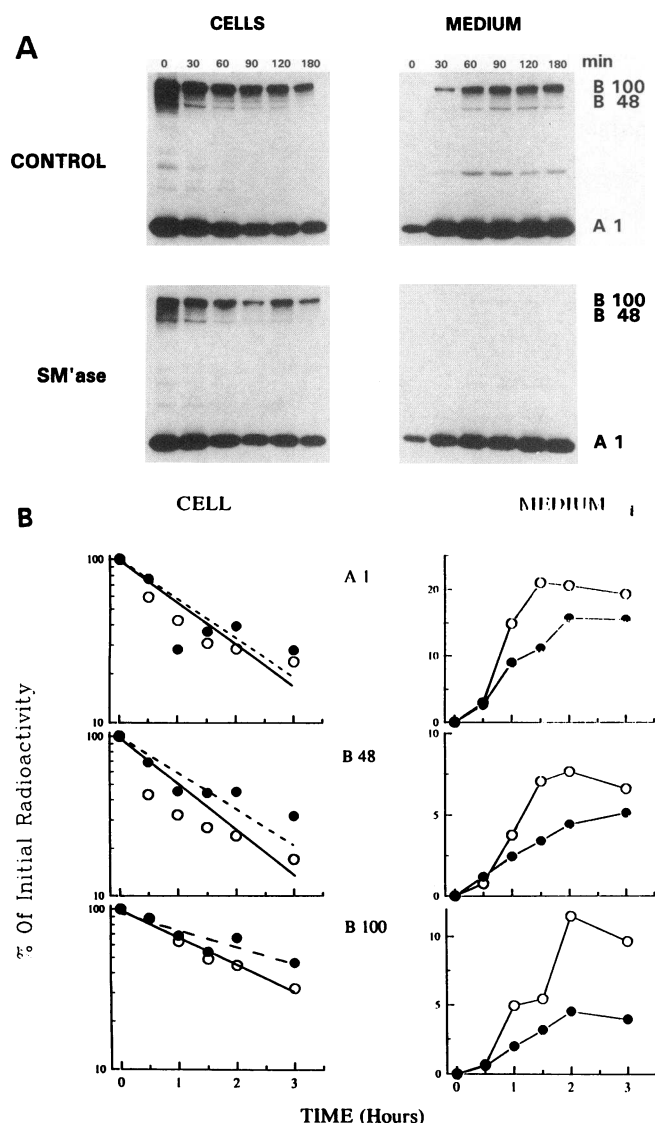 A
CELLS MEDIUM
0 30 60 90 120 180 0 30 60 90 120 180 min
B 100
B 48
CONTROL
A 1
B 100
B 48
SM'ase
A 1
B
CELL MEDIUM
100 A 1 20
15
10
5
10 0
100 B 48 10
5
10 0
100 B 100 10
5
10 0
0 1 2 3 0 1 2 3
% Of Initial Radioactivity
TIME (Hours)